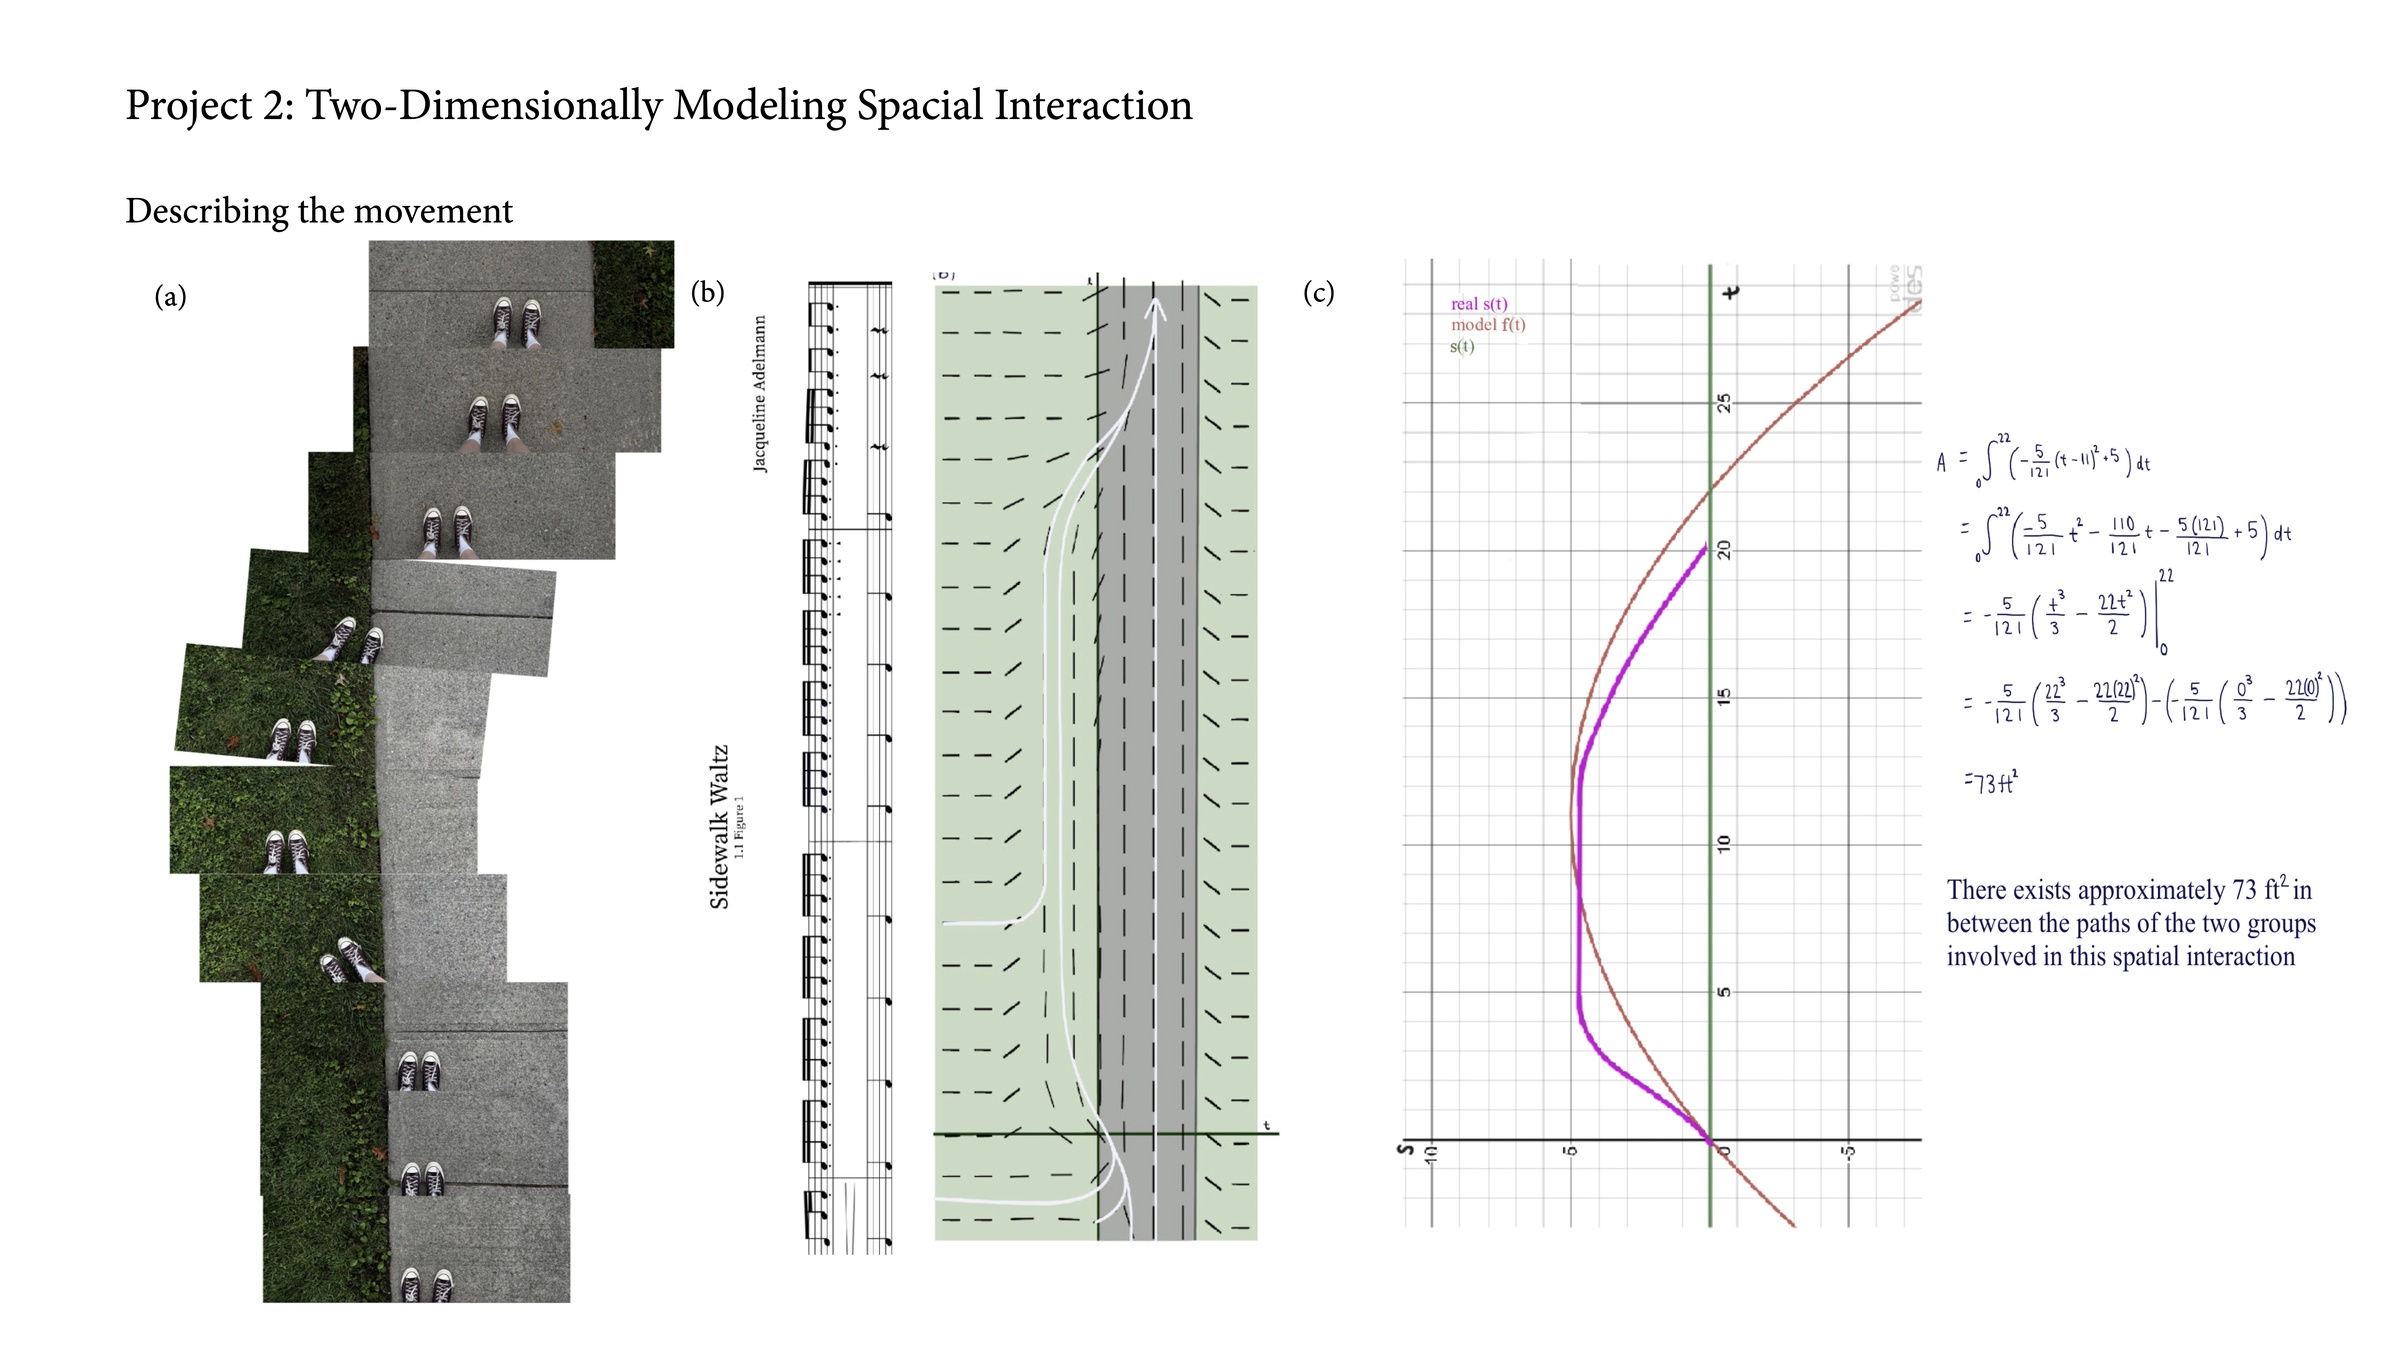 Project 2: Two-Dimensionally Modeling Spacial Interaction
Describing the movement
(a)
(b)
Sidewalk Waltz
1.1 Figure 1
Jacqueline Adelmann
(b)
t
(c)
real s(t)
model f(t)
s(t)
t
25
20
15
10
5
0
S
10
5
-5
powe
des
A = ∫₀²² (-5/121 (t-11)² +5) dt
= ∫₀²² (-5/121 t² - 110/121 t - 5(121)/121 + 5) dt
= -5/121 (t³/3 - 22t²/2) |₀²²
= -5/121 (22³/3 - 22(22)²/2) - (-5/121 (0³/3 - 22(0)²/2))
=73ft²
There exists approximately 73 ft² in
between the paths of the two groups
involved in this spatial interaction